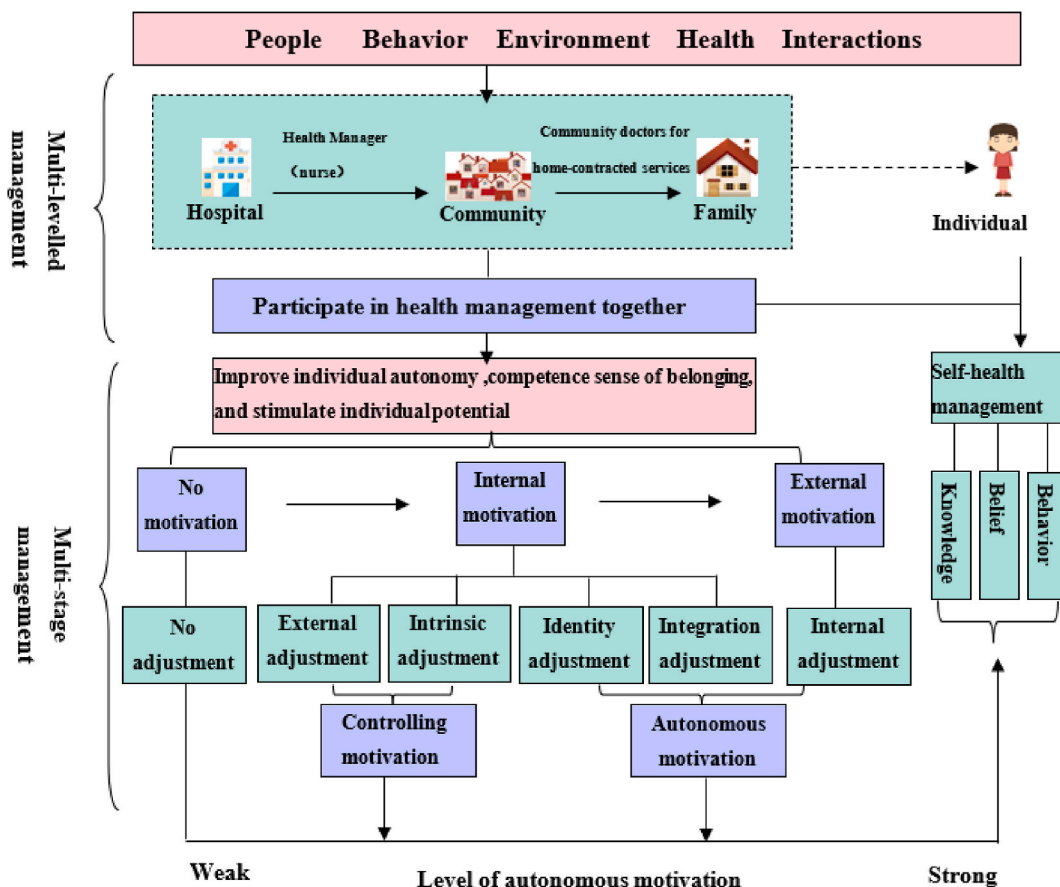 People Behavior Environment Health Interactions
Multi-levelled
management
Health Manager
（nurse）
Community doctors for
home-contracted services
Hospital
Community
Family
Individual
Participate in health management together
Improve individual autonomy ,competence sense of belonging,
and stimulate individual potential
Self-health
management
Knowledge
Belief
Behavior
Multi-stage
management
No
motivation
Internal
motivation
External
motivation
No
adjustment
External
adjustment
Intrinsic
adjustment
Identity
adjustment
Integration
adjustment
Internal
adjustment
Controlling
motivation
Autonomous
motivation
Weak
Level of autonomous motivation
Strong